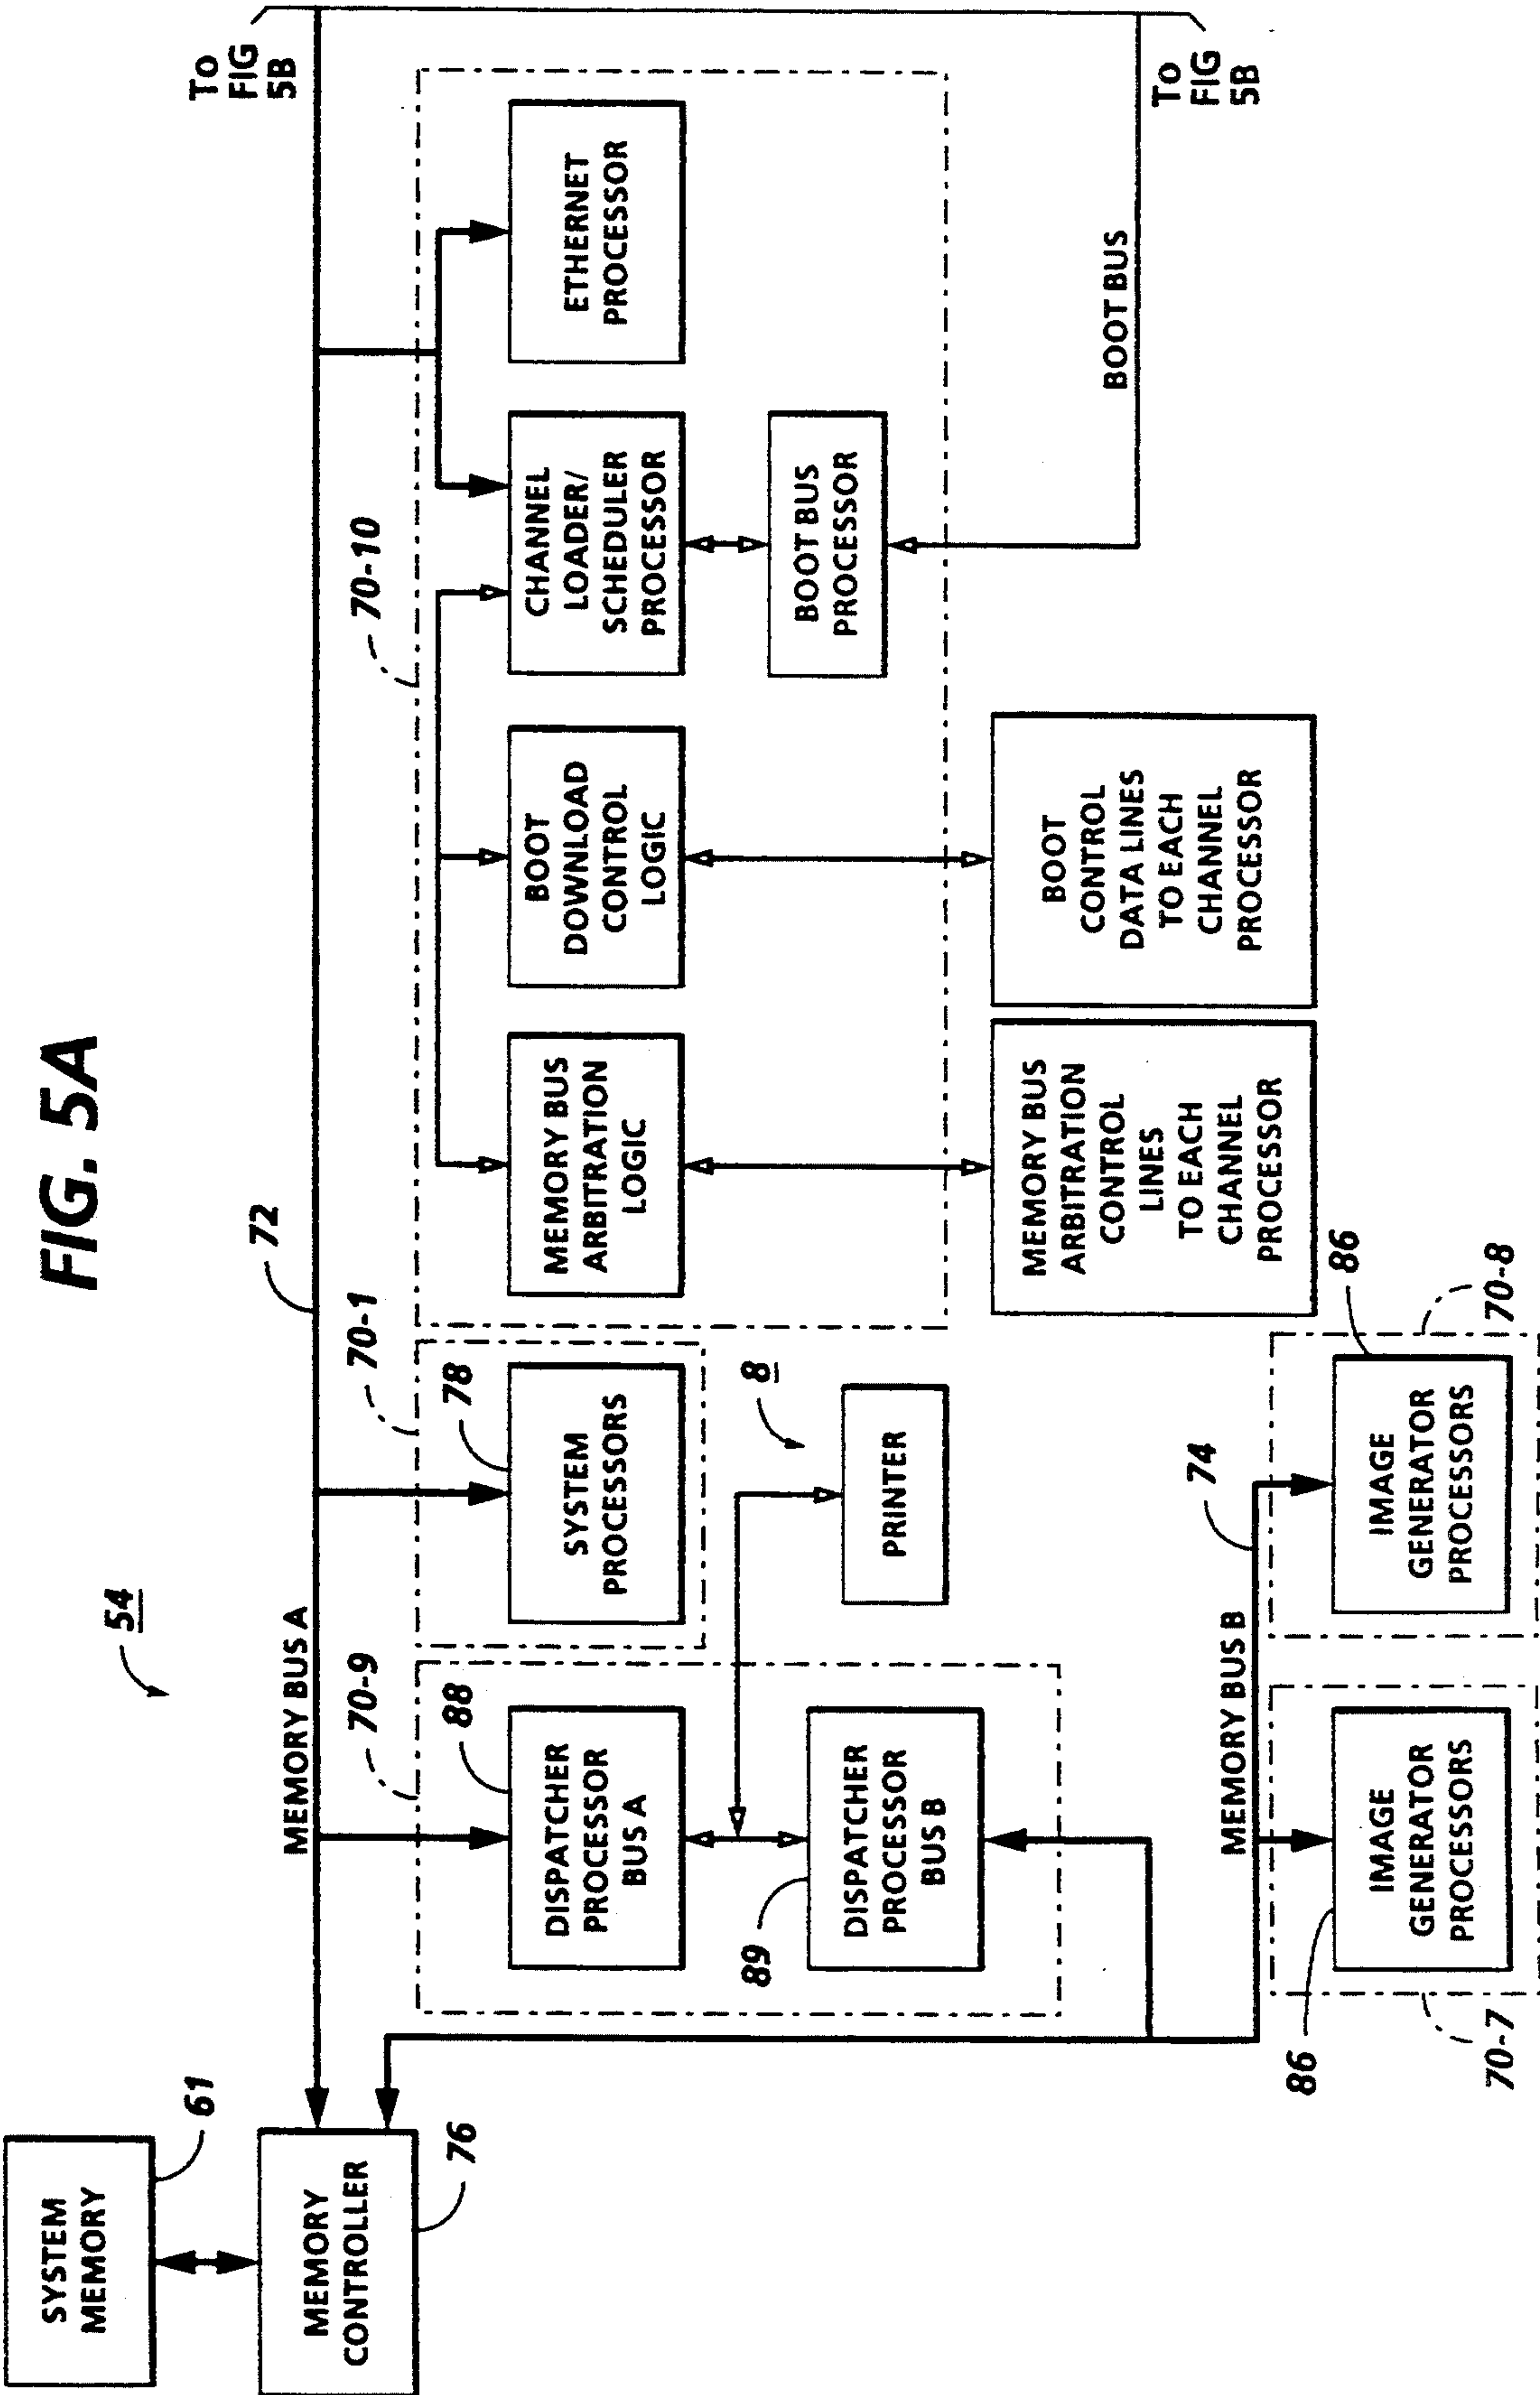 FIG. 5A
54
SYSTEM
MEMORY
61
MEMORY
CONTROLLER
76
MEMORY BUS A
72
To
FIG
5B
70-9
88
DISPATCHER
PROCESSOR
BUS A
89
DISPATCHER
PROCESSOR
BUS B
70-1
78
SYSTEM
PROCESSORS
8
PRINTER
70-10
MEMORY BUS
ARBITRATION
LOGIC
BOOT
DOWNLOAD
CONTROL
LOGIC
CHANNEL
LOADER/
SCHEDULER
PROCESSOR
ETHERNET
PROCESSOR
BOOT BUS
PROCESSOR
MEMORY BUS
ARBITRATION
CONTROL
LINES
TO EACH
CHANNEL
PROCESSOR
BOOT
CONTROL
DATA LINES
TO EACH
CHANNEL
PROCESSOR
BOOT BUS
To
FIG
5B
MEMORY BUS B
74
86
IMAGE
GENERATOR
PROCESSORS
70-7
86
IMAGE
GENERATOR
PROCESSORS
70-8